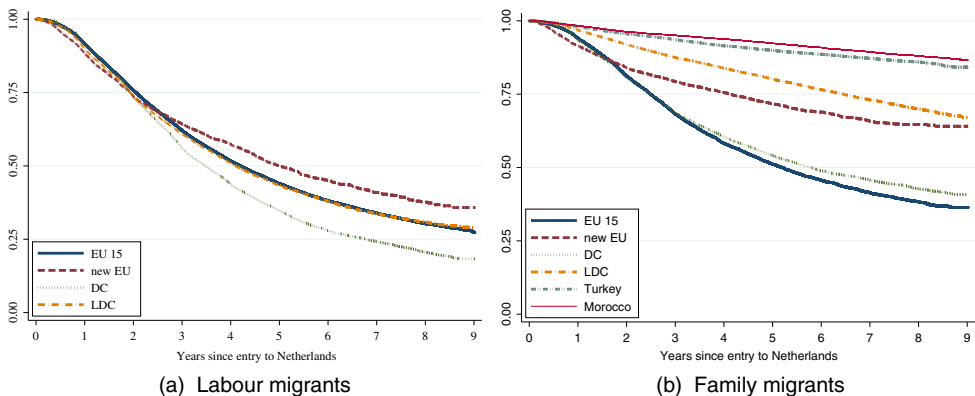 1.00
0.75
0.50
0.25
0.00
0 1 2 3 4 5 6 7 8 9
Years since entry to Netherlands
EU 15
new EU
DC
LDC
(a) Labour migrants
1.00
0.75
0.50
0.25
0.00
0 1 2 3 4 5 6 7 8 9
Years since entry to Netherlands
EU 15
new EU
DC
LDC
Turkey
Morocco
(b) Family migrants